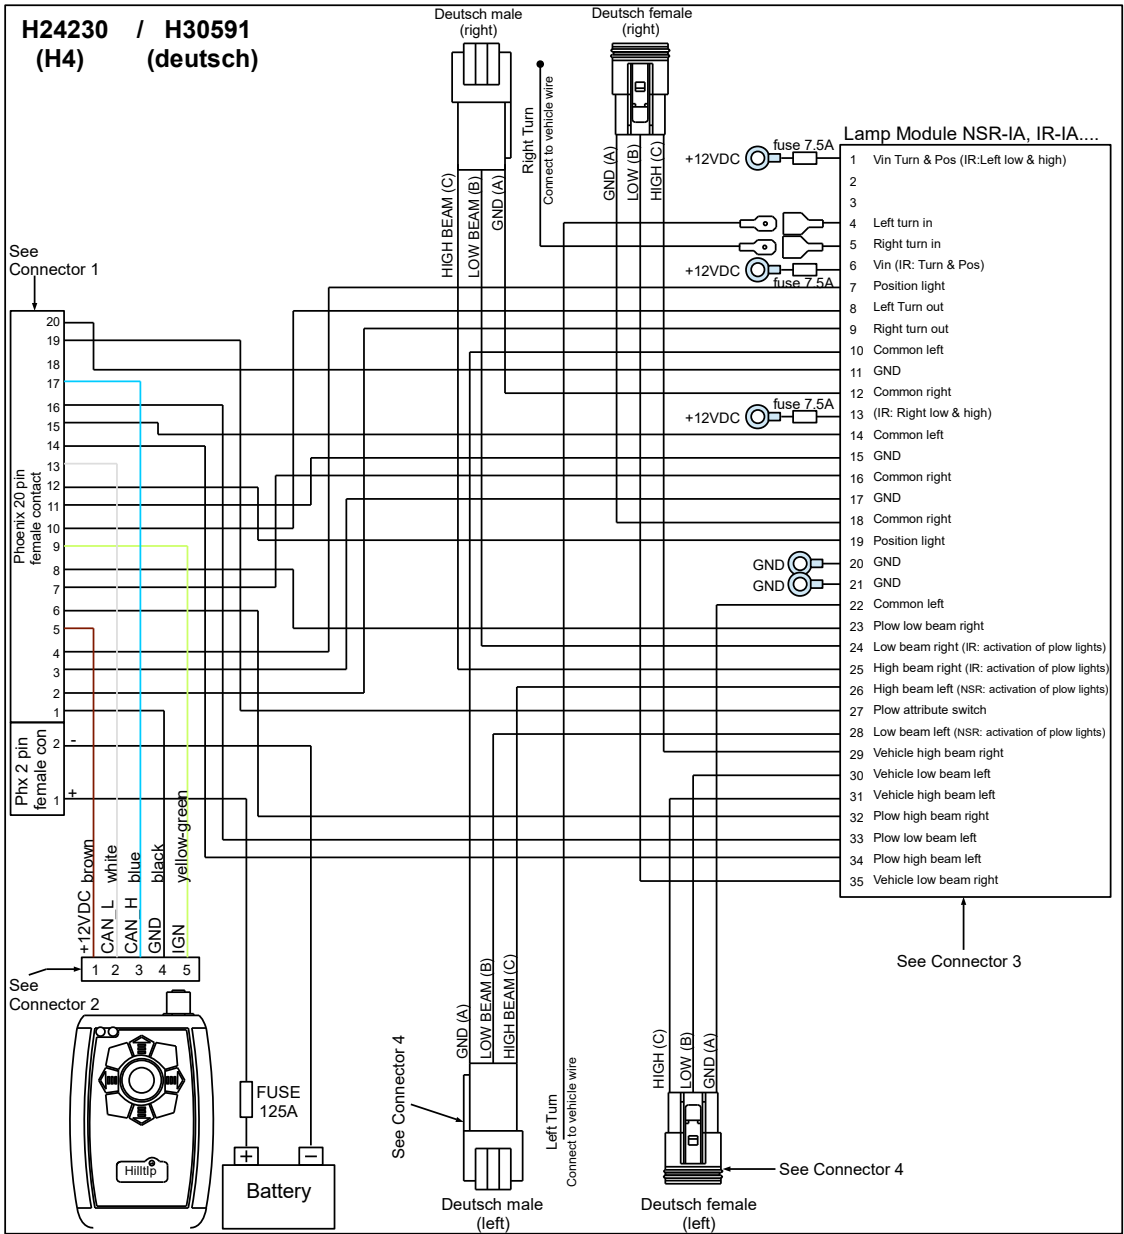 H24230 / H30591
(H4) (deutsch)
Deutsch male
(right)
Deutsch female
(right)
Right Turn
Connect to vehicle wire
HIGH BEAM (C)
LOW BEAM (B)
GND (A)
GND (A)
LOW (B)
HIGH (C)
Lamp Module NSR-IA, IR-IA....
+12VDC
fuse 7.5A
1 Vin Turn & Pos (IR:Left low & high)
2
3
4 Left turn in
5 Right turn in
+12VDC
fuse 7.5A
6 Vin (IR: Turn & Pos)
7 Position light
8 Left Turn out
9 Right turn out
10 Common left
11 GND
12 Common right
+12VDC
fuse 7.5A
13 (IR: Right low & high)
14 Common left
15 GND
16 Common right
17 GND
18 Common right
19 Position light
GND
20 GND
GND
21 GND
22 Common left
23 Plow low beam right
24 Low beam right (IR: activation of plow lights)
25 High beam right (IR: activation of plow lights)
26 High beam left (NSR: activation of plow lights)
27 Plow attribute switch
28 Low beam left (NSR: activation of plow lights)
29 Vehicle high beam right
30 Vehicle low beam left
31 Vehicle high beam left
32 Plow high beam right
33 Plow low beam left
34 Plow high beam left
35 Vehicle low beam right
See Connector 3
See
Connector 1
Phoenix 20 pin
female contact
20
19
18
17
16
15
14
13
12
11
10
9
8
7
6
5
4
3
2
1
Phx 2 pin
female con
2 -
1 +
+12VDC brown
CAN_L white
CAN_H blue
GND black
IGN yellow-green
1 2 3 4 5
See
Connector 2
Hilltip
FUSE
125A
+ −
Battery
See Connector 4
GND (A)
LOW BEAM (B)
HIGH BEAM (C)
Deutsch male
(left)
Left Turn
Connect to vehicle wire
HIGH (C)
LOW (B)
GND (A)
See Connector 4
Deutsch female
(left)